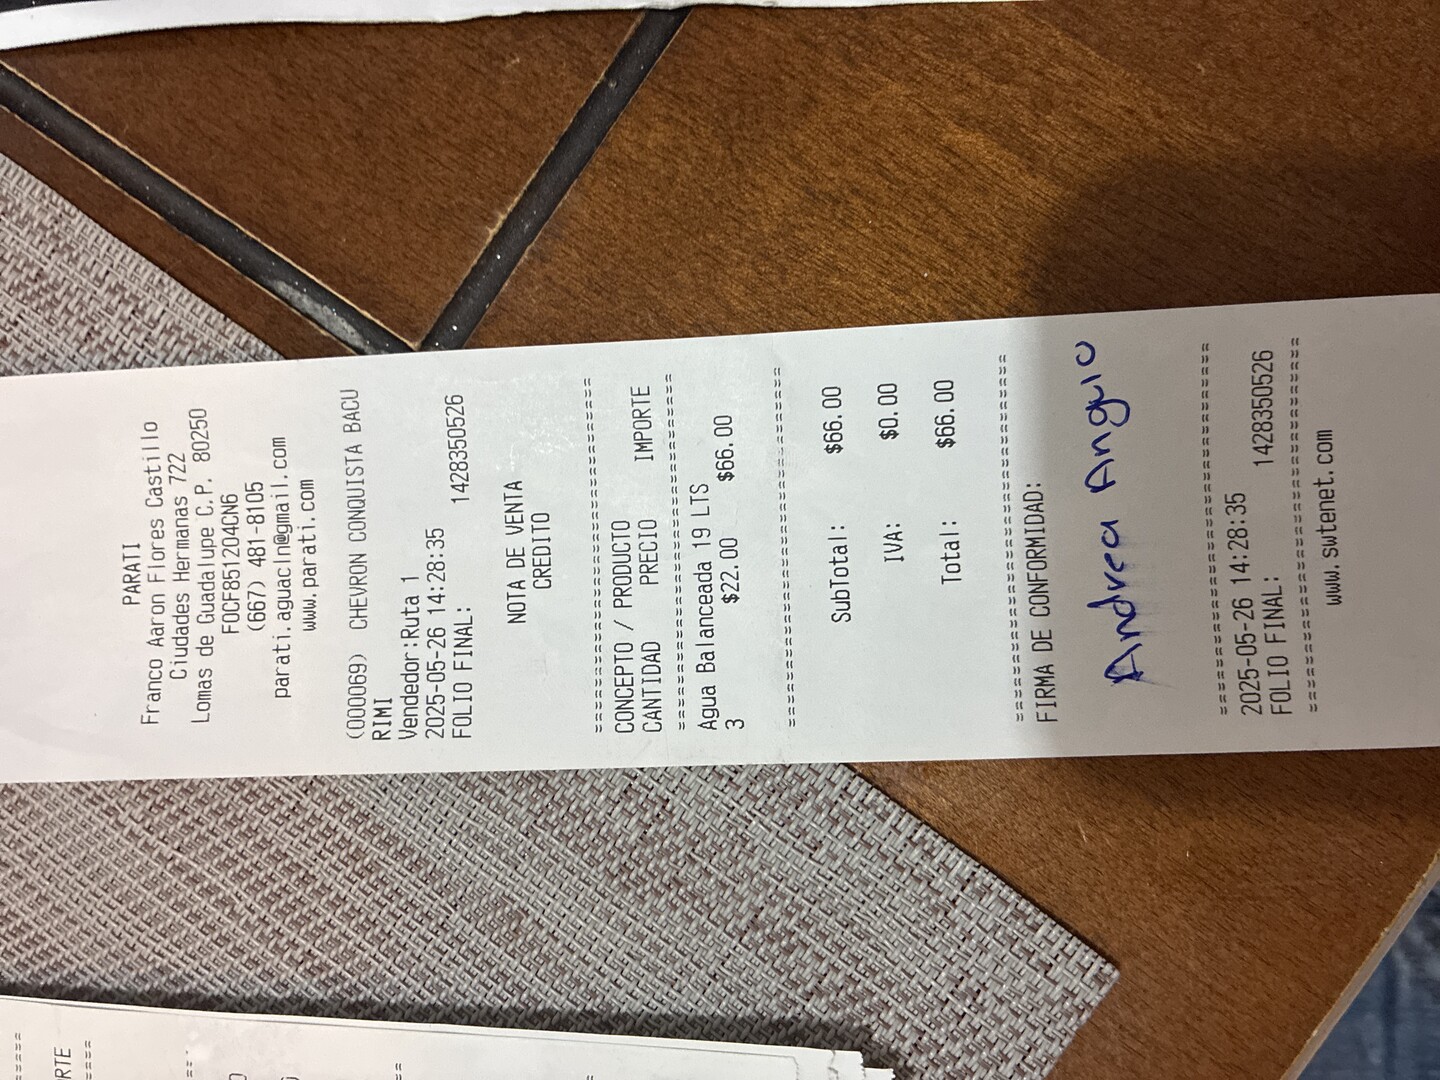 PARATI
Franco Aaron Flores Castillo
Ciudades Hermanas 722
Lomas de Guadalupe C.P. 80250
FOCF851204CN6
(667) 481-8105
parati.aguacln@gmail.com
www.parati.com
(000069) CHEVRON CONQUISTA BACU
RIMI
Vendedor:Ruta 1
2025-05-26 14:28:35
FOLIO FINAL: 1428350526
NOTA DE VENTA
CREDITO
CONCEPTO / PRODUCTO
CANTIDAD PRECIO IMPORTE
Agua Balanceada 19 LTS
3 $22.00 $66.00
SubTotal: $66.00
IVA: $0.00
Total: $66.00
FIRMA DE CONFORMIDAD:
Andrea Angulo
2025-05-26 14:28:35
FOLIO FINAL: 1428350526
www.swtenet.com